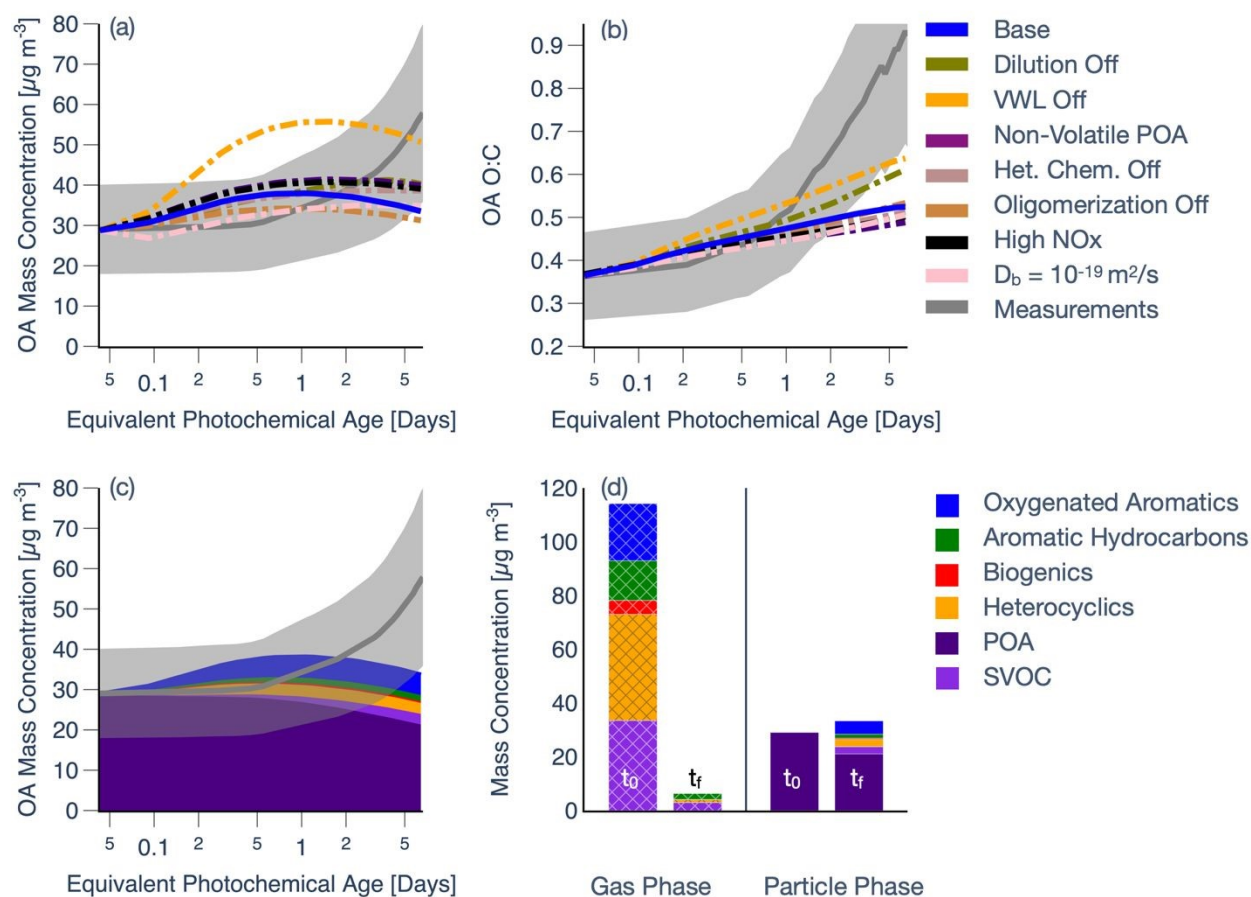 (a)
OA Mass Concentration [µg m⁻³]
80
70
60
50
40
30
20
10
0
5 0.1 2 5 1 2 5
Equivalent Photochemical Age [Days]
(b)
OA O:C
0.9
0.8
0.7
0.6
0.5
0.4
0.3
0.2
5 0.1 2 5 1 2 5
Equivalent Photochemical Age [Days]
Base
Dilution Off
VWL Off
Non-Volatile POA
Het. Chem. Off
Oligomerization Off
High NOx
D_b = 10⁻¹⁹ m²/s
Measurements
(c)
OA Mass Concentration [µg m⁻³]
80
70
60
50
40
30
20
10
0
5 0.1 2 5 1 2 5
Equivalent Photochemical Age [Days]
(d)
Mass Concentration [µg m⁻³]
120
100
80
60
40
20
0
t₀ t_f t₀ t_f
Gas Phase Particle Phase
Oxygenated Aromatics
Aromatic Hydrocarbons
Biogenics
Heterocyclics
POA
SVOC